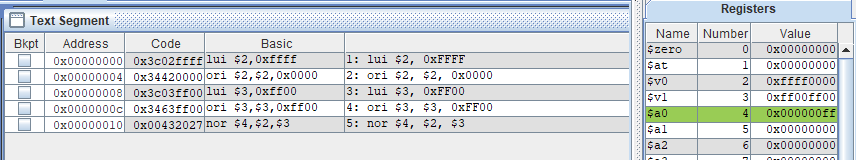 Text Segment
Bkpt Address Code Basic
0x00000000 0x3c02ffff lui $2,0xffff 1: lui $2, 0xFFFF
0x00000004 0x34420000 ori $2,$2,0x0000 2: ori $2, $2, 0x0000
0x00000008 0x3c03ff00 lui $3,0xff00 3: lui $3, 0xFF00
0x0000000c 0x3463ff00 ori $3,$3,0xff00 4: ori $3, $3, 0xFF00
0x00000010 0x00432027 nor $4,$2,$3 5: nor $4, $2, $3
Registers
Name Number Value
$zero 0 0x00000000
$at 1 0x00000000
$v0 2 0xffff0000
$v1 3 0xff00ff00
$a0 4 0x000000ff
$a1 5 0x00000000
$a2 6 0x00000000